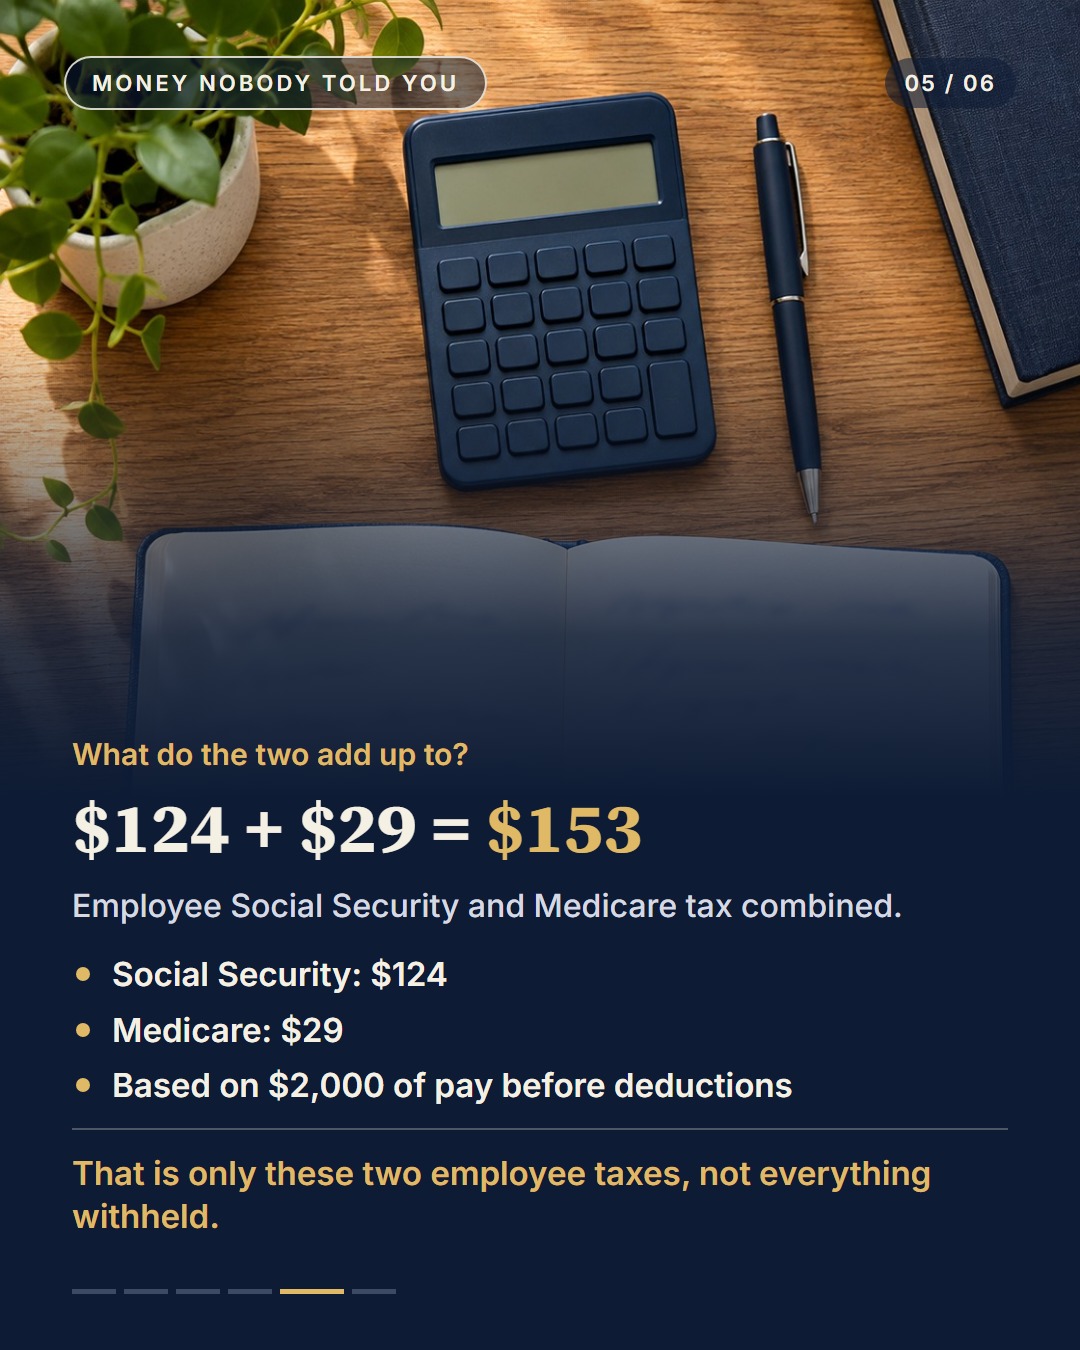 MONEY NOBODY TOLD YOU
05 / 06
What do the two add up to?
$124 + $29 = $153
Employee Social Security and Medicare tax combined.
• Social Security: $124
• Medicare: $29
• Based on $2,000 of pay before deductions
That is only these two employee taxes, not everything
withheld.